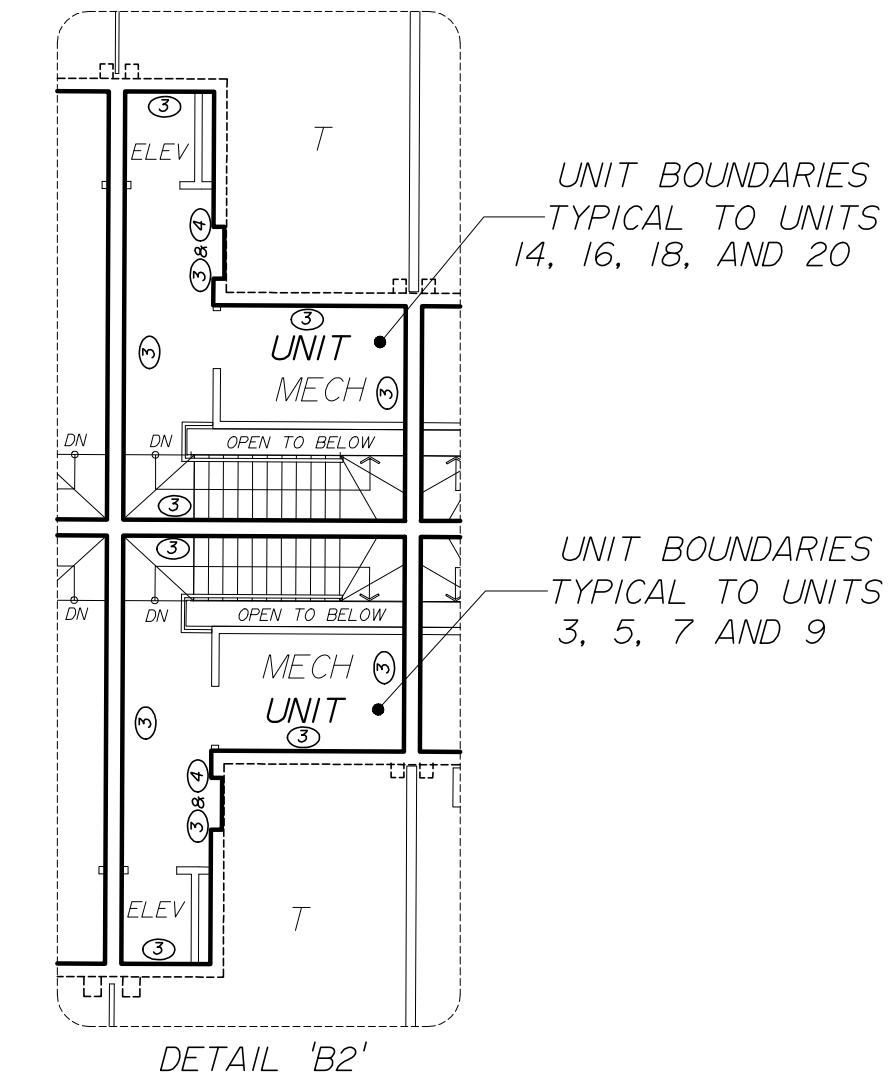 3
ELEV
T
UNIT BOUNDARIES
TYPICAL TO UNITS
14, 16, 18, AND 20
3 & 4
3
3
UNIT
MECH 3
DN
DN
OPEN TO BELOW
3
3
UNIT BOUNDARIES
TYPICAL TO UNITS
3, 5, 7 AND 9
DN
DN
OPEN TO BELOW
MECH 3
UNIT
3
3
3 & 4
ELEV
T
3
DETAIL 'B2'